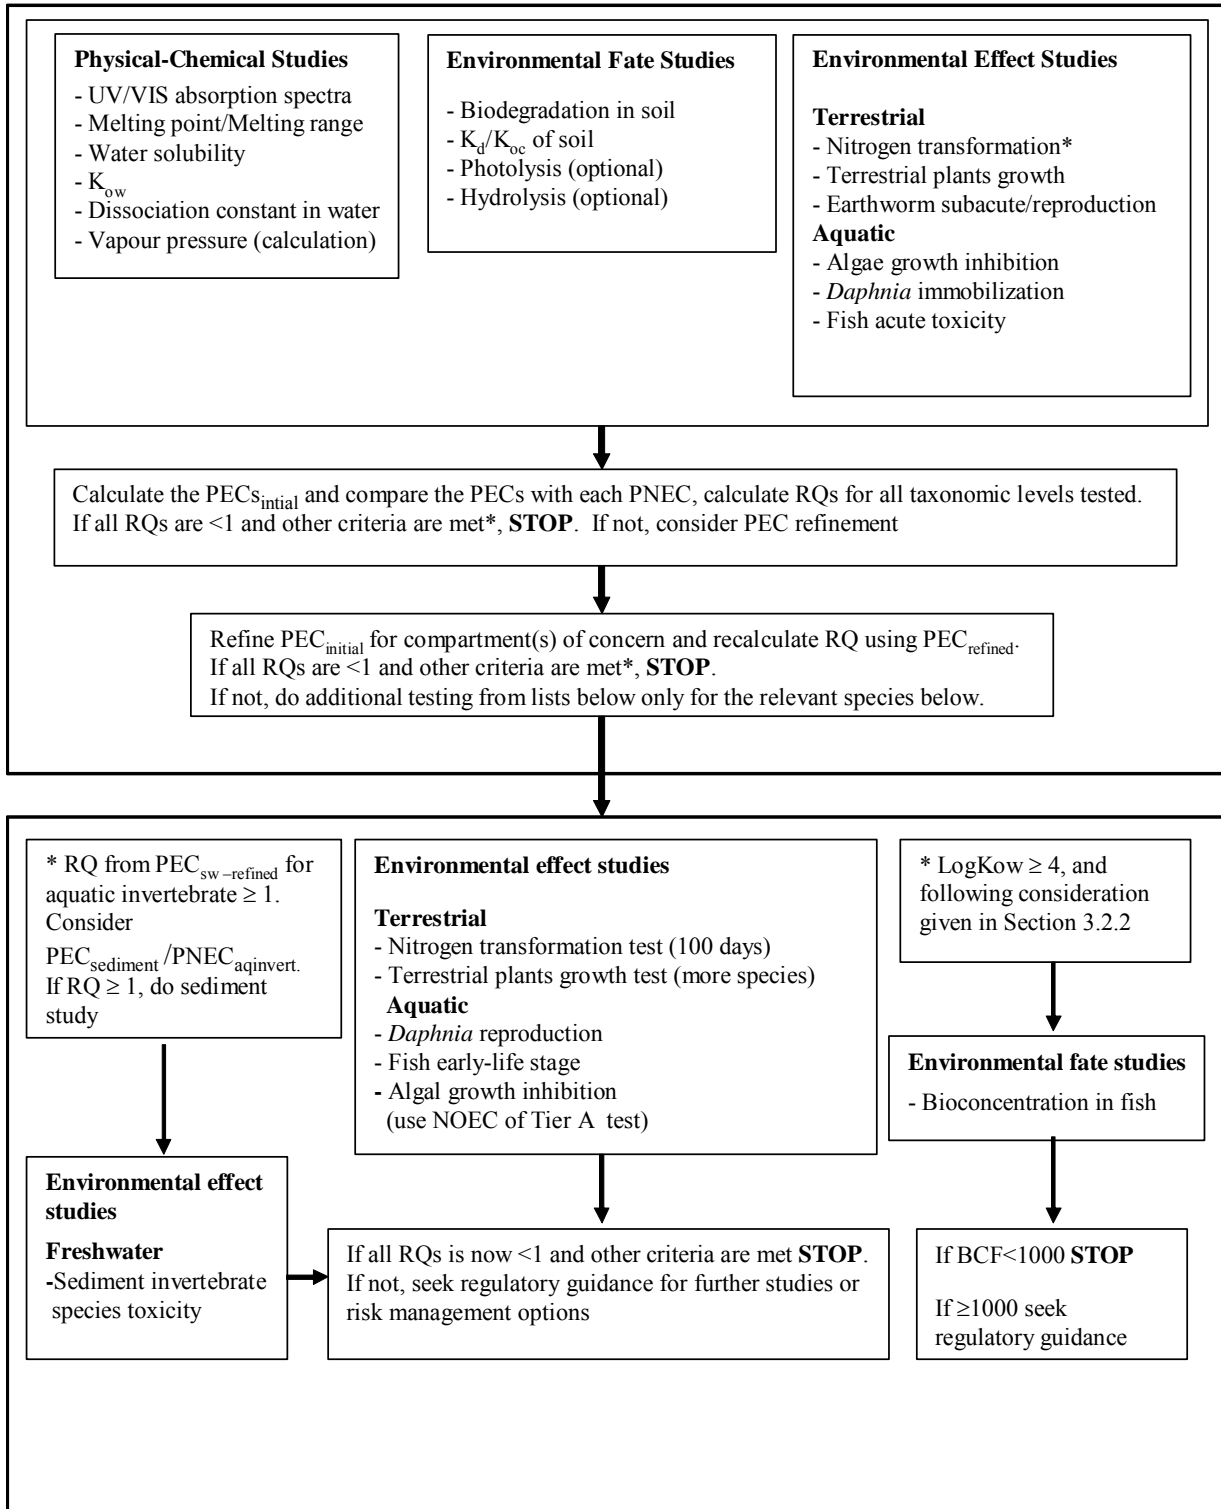 Physical-Chemical Studies
- UV/VIS absorption spectra
- Melting point/Melting range
- Water solubility
- Kow
- Dissociation constant in water
- Vapour pressure (calculation)
Environmental Fate Studies
- Biodegradation in soil
- Kd/Koc of soil
- Photolysis (optional)
- Hydrolysis (optional)
Environmental Effect Studies
Terrestrial
- Nitrogen transformation*
- Terrestrial plants growth
- Earthworm subacute/reproduction
Aquatic
- Algae growth inhibition
- Daphnia immobilization
- Fish acute toxicity
Calculate the PECsintial and compare the PECs with each PNEC, calculate RQs for all taxonomic levels tested.
If all RQs are <1 and other criteria are met*, STOP. If not, consider PEC refinement
Refine PECinitial for compartment(s) of concern and recalculate RQ using PECrefined.
If all RQs are <1 and other criteria are met*, STOP.
If not, do additional testing from lists below only for the relevant species below.
* RQ from PECsw–refined for
aquatic invertebrate ≥ 1.
Consider
PECsediment /PNECaqinvert.
If RQ ≥ 1, do sediment
study
Environmental effect
studies
Freshwater
-Sediment invertebrate
species toxicity
Environmental effect studies
Terrestrial
- Nitrogen transformation test (100 days)
- Terrestrial plants growth test (more species)
Aquatic
- Daphnia reproduction
- Fish early-life stage
- Algal growth inhibition
(use NOEC of Tier A test)
If all RQs is now <1 and other criteria are met STOP.
If not, seek regulatory guidance for further studies or
risk management options
* LogKow ≥ 4, and
following consideration
given in Section 3.2.2
Environmental fate studies
- Bioconcentration in fish
If BCF<1000 STOP
If ≥1000 seek
regulatory guidance